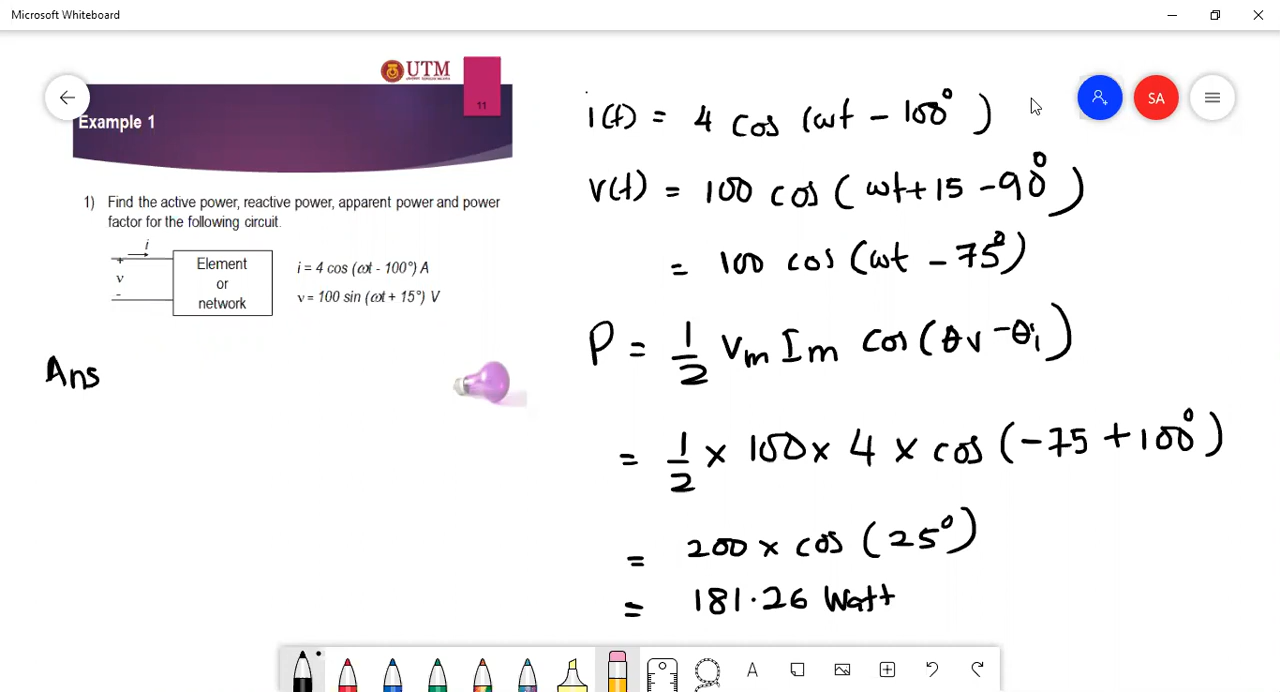 Microsoft Whiteboard
UTM
11
Example 1
1) Find the active power, reactive power, apparent power and power
factor for the following circuit.
i
+
v
-
Element
or
network
i = 4 cos (ωt - 100°) A
v = 100 sin (ωt + 15°) V
Ans
i(t) = 4 cos (ωt - 100°)
v(t) = 100 cos (ωt+15 -90°)
= 100 cos (ωt - 75°)
P = 1/2 Vm Im cos (θv -θi)
= 1/2 × 100 × 4 × cos (-75 + 100°)
= 200 × cos (25°)
= 181.26 Watt
SA
A